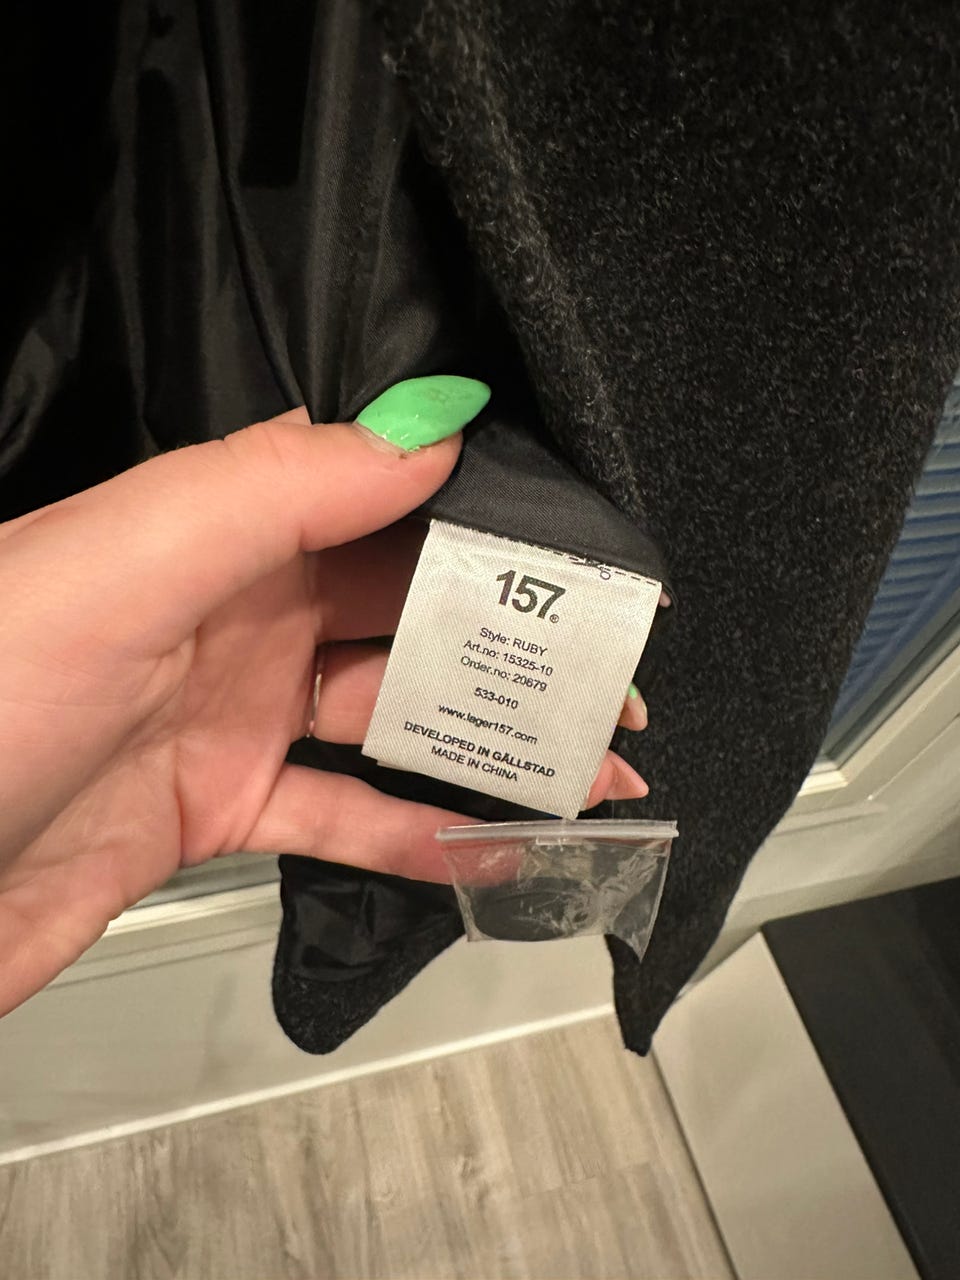 157®
Style: RUBY
Art.no: 15325-10
Order.no: 20679
533-010
www.lager157.com
DEVELOPED IN GÄLLSTAD
MADE IN CHINA